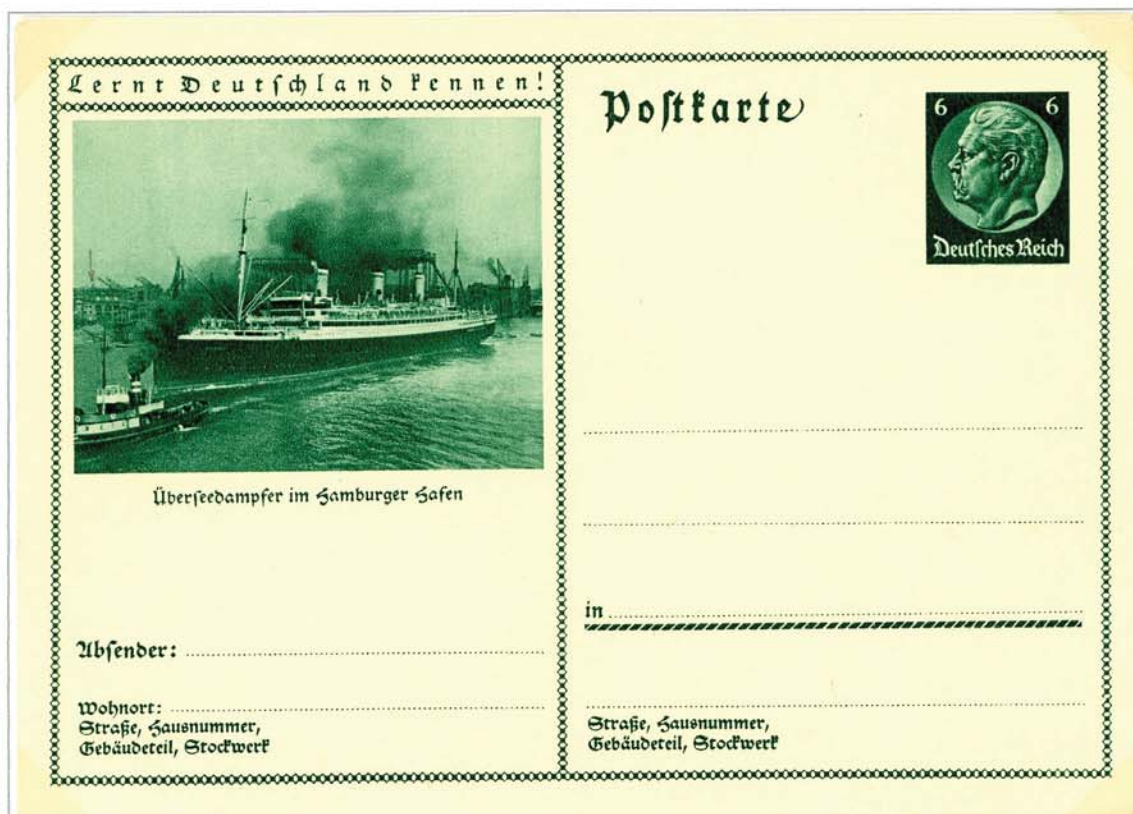 Lernt Deutſchland kennen!
Überſeedampfer im Hamburger Hafen
Abſender:
Wohnort:
Straße, Hausnummer,
Gebäudeteil, Stockwerk
Poſtkarte
6 6
Deutſches Reich
in
Straße, Hausnummer,
Gebäudeteil, Stockwerk